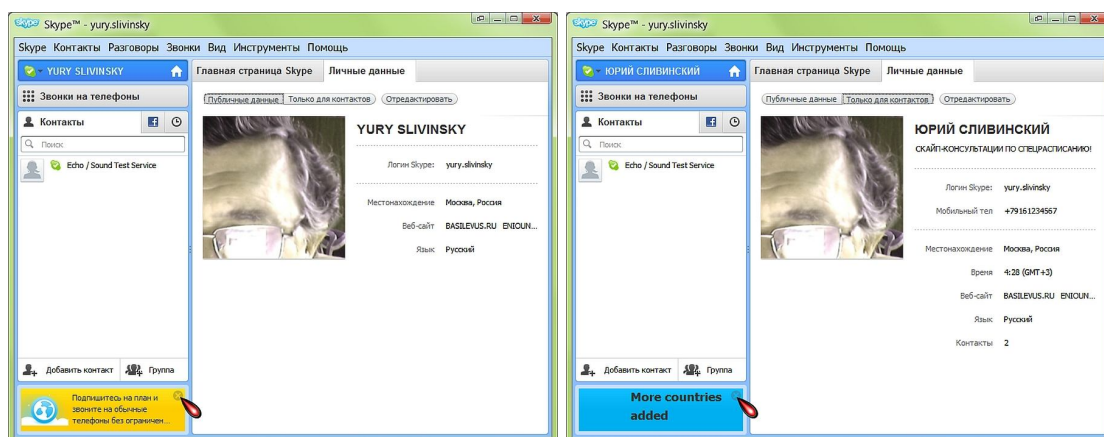 Skype™ - yury.slivinsky
Skype Контакты Разговоры Звонки Вид Инструменты Помощь
YURY SLIVINSKY
Главная страница Skype
Личные данные
Звонки на телефоны
Публичные данные
Только для контактов
Отредактировать
Контакты
Поиск
Echo / Sound Test Service
YURY SLIVINSKY
Логин Skype: yury.slivinsky
Местонахождение Москва, Россия
Веб-сайт BASILEVUS.RU ENIOUN...
Язык Русский
Добавить контакт
Группа
Подпишитесь на план и
звоните на обычные
телефоны без ограничен...
Skype™ - yury.slivinsky
Skype Контакты Разговоры Звонки Вид Инструменты Помощь
ЮРИЙ СЛИВИНСКИЙ
Главная страница Skype
Личные данные
Звонки на телефоны
Публичные данные
Только для контактов
Отредактировать
Контакты
Поиск
Echo / Sound Test Service
ЮРИЙ СЛИВИНСКИЙ
СКАЙП-КОНСУЛЬТАЦИИ ПО СПЕЦРАСПИСАНИЮ!
Логин Skype: yury.slivinsky
Мобильный тел +79161234567
Местонахождение Москва, Россия
Время 4:28 (GMT+3)
Веб-сайт BASILEVUS.RU ENIOUN...
Язык Русский
Контакты 2
Добавить контакт
Группа
More countries
added